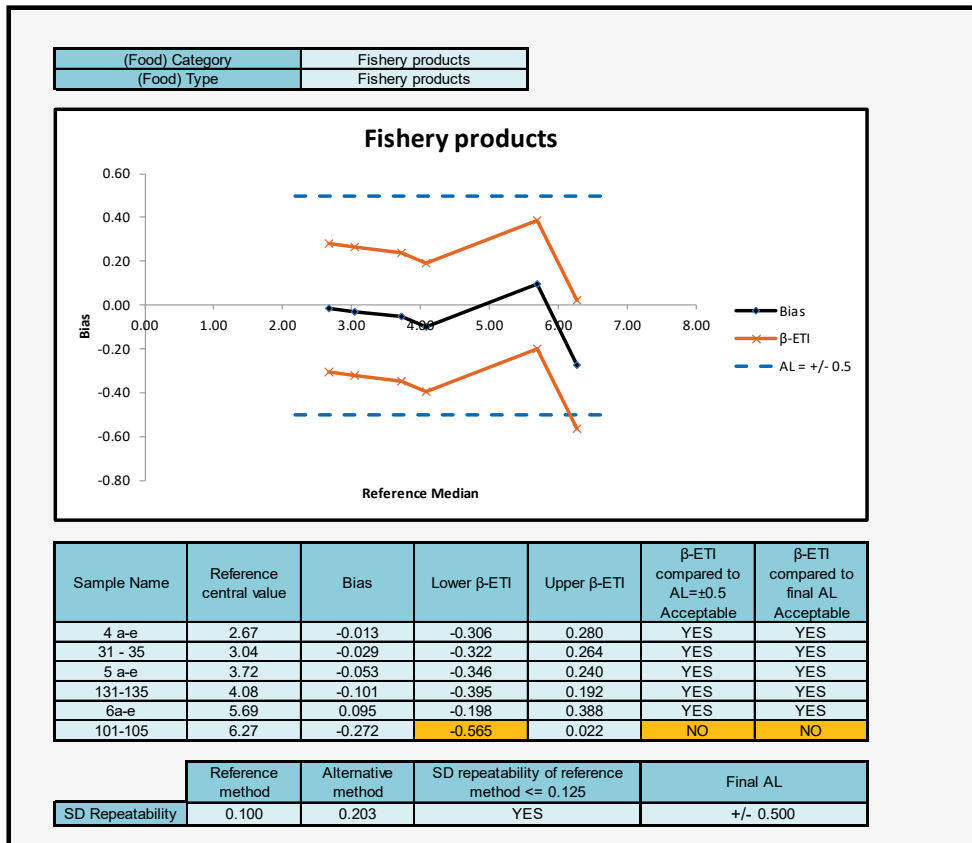 (Food) Category Fishery products
(Food) Type Fishery products
Fishery products
0.60
0.40
0.20
0.00
-0.20
-0.40
-0.60
-0.80
0.00 1.00 2.00 3.00 4.00 5.00 6.00 7.00 8.00
Bias
Reference Median
Bias
β-ETI
AL = +/- 0.5
Sample Name Reference central value Bias Lower β-ETI Upper β-ETI β-ETI compared to AL=±0.5 Acceptable β-ETI compared to final AL Acceptable
4 a-e 2.67 -0.013 -0.306 0.280 YES YES
31 - 35 3.04 -0.029 -0.322 0.264 YES YES
5 a-e 3.72 -0.053 -0.346 0.240 YES YES
131-135 4.08 -0.101 -0.395 0.192 YES YES
6a-e 5.69 0.095 -0.198 0.388 YES YES
101-105 6.27 -0.272 -0.565 0.022 NO NO
Reference method Alternative method SD repeatability of reference method <= 0.125 Final AL
SD Repeatability 0.100 0.203 YES +/- 0.500